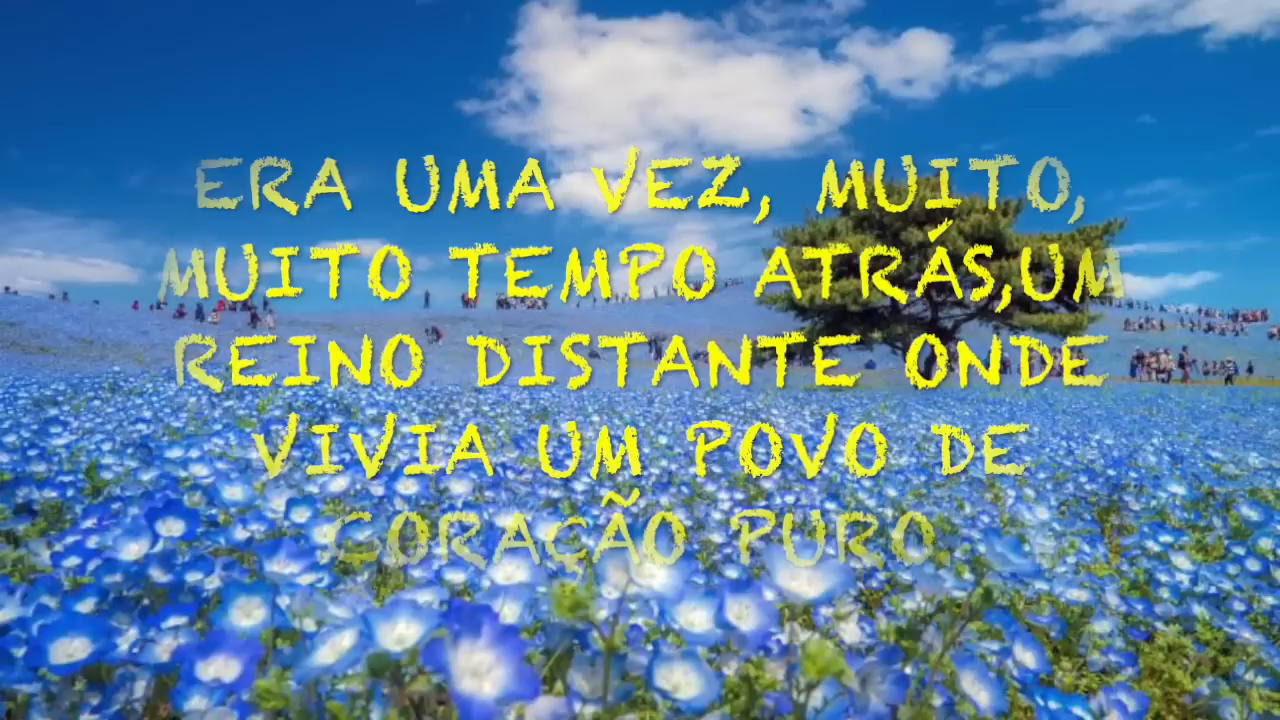 ERA UMA VEZ, MUITO,
MUITO TEMPO ATRÁS,UM
REINO DISTANTE ONDE
VIVIA UM POVO DE
CORAÇÃO PURO.